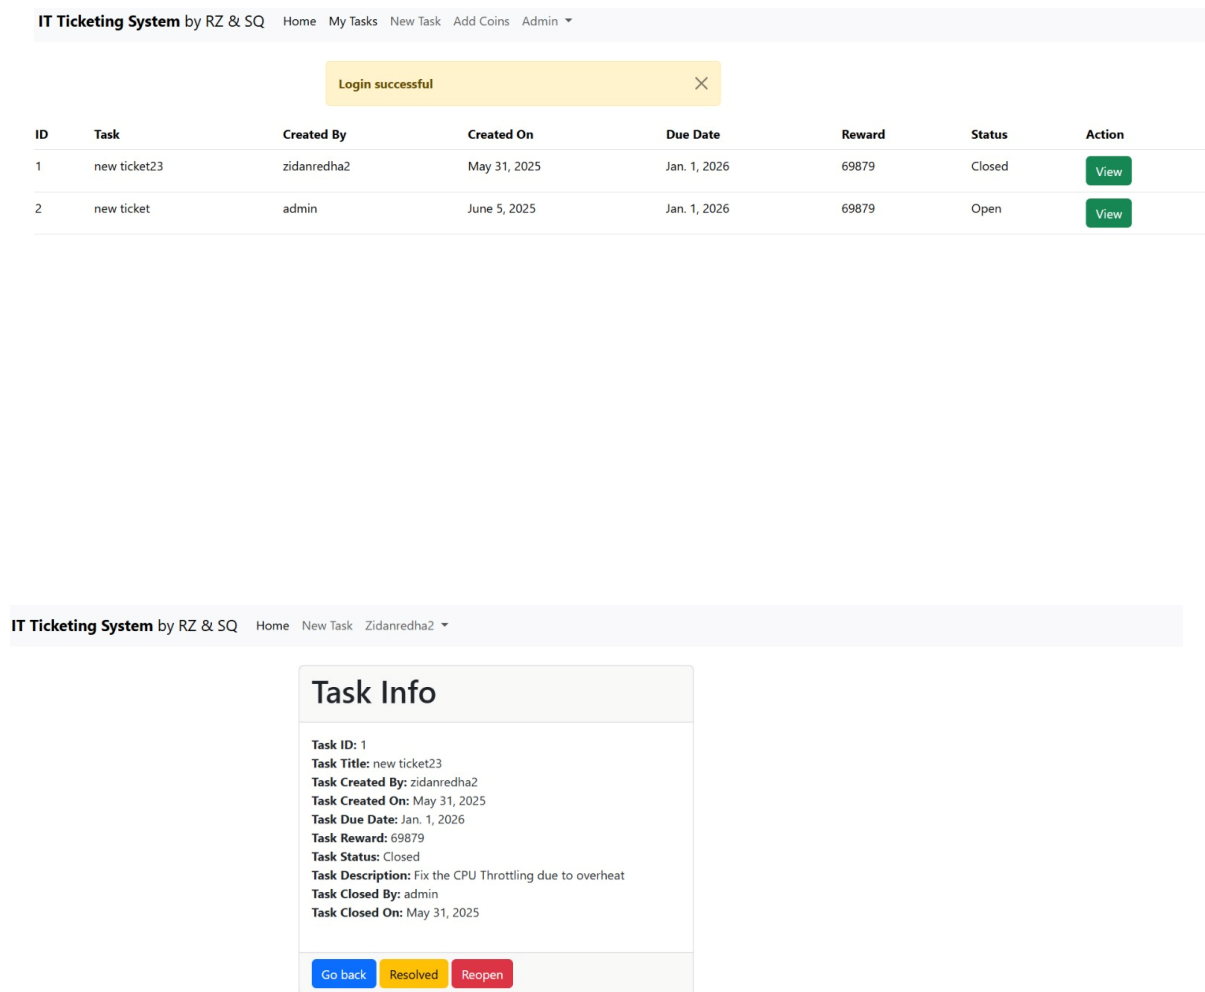 IT Ticketing System by RZ & SQ Home My Tasks New Task Add Coins Admin
Login successful
ID Task Created By Created On Due Date Reward Status Action
1 new ticket23 zidanredha2 May 31, 2025 Jan. 1, 2026 69879 Closed View
2 new ticket admin June 5, 2025 Jan. 1, 2026 69879 Open View
IT Ticketing System by RZ & SQ Home New Task Zidanredha2
Task Info
Task ID: 1
Task Title: new ticket23
Task Created By: zidanredha2
Task Created On: May 31, 2025
Task Due Date: Jan. 1, 2026
Task Reward: 69879
Task Status: Closed
Task Description: Fix the CPU Throttling due to overheat
Task Closed By: admin
Task Closed On: May 31, 2025
Go back Resolved Reopen